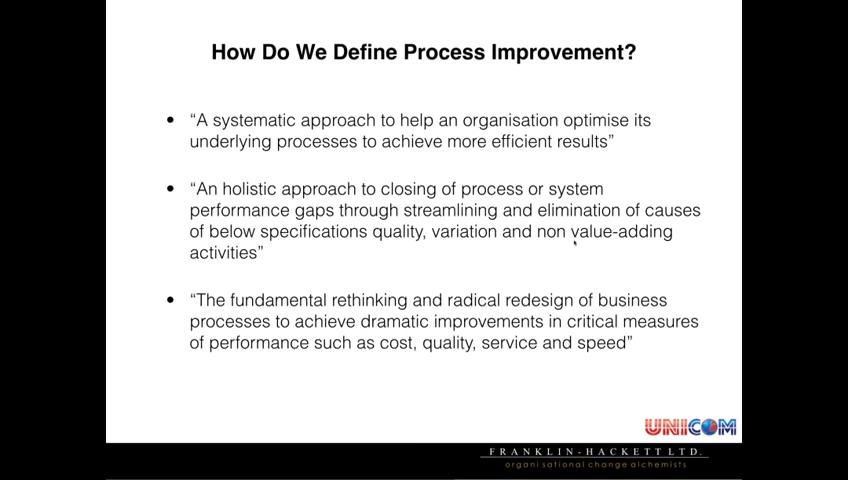 How Do We Define Process Improvement?
• “A systematic approach to help an organisation optimise its
underlying processes to achieve more efficient results”
• “An holistic approach to closing of process or system
performance gaps through streamlining and elimination of causes
of below specifications quality, variation and non value-adding
activities”
• “The fundamental rethinking and radical redesign of business
processes to achieve dramatic improvements in critical measures
of performance such as cost, quality, service and speed”
UNICOM
FRANKLIN-HACKETT LTD.
organisational change alchemists